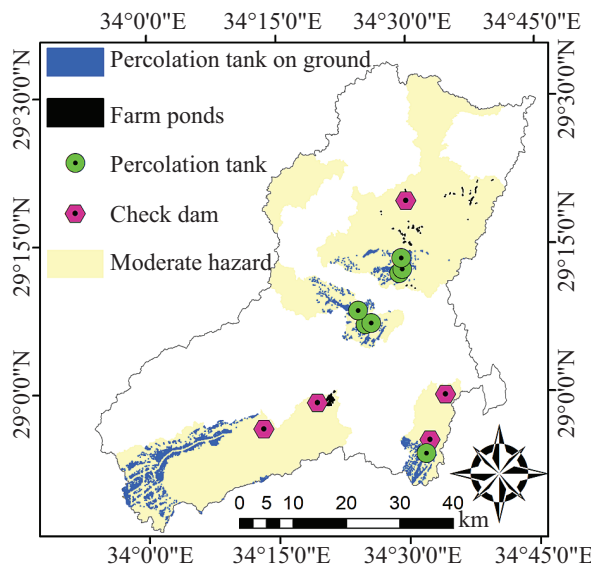 34°0'0"E 34°15'0"E 34°30'0"E 34°45'0"E
29°30'0"N
29°15'0"N
29°0'0"N
Percolation tank on ground
Farm ponds
Percolation tank
Check dam
Moderate hazard
29°30'0"N
29°15'0"N
29°0'0"N
0 5 10 20 30 40
km
34°0'0"E 34°15'0"E 34°30'0"E 34°45'0"E